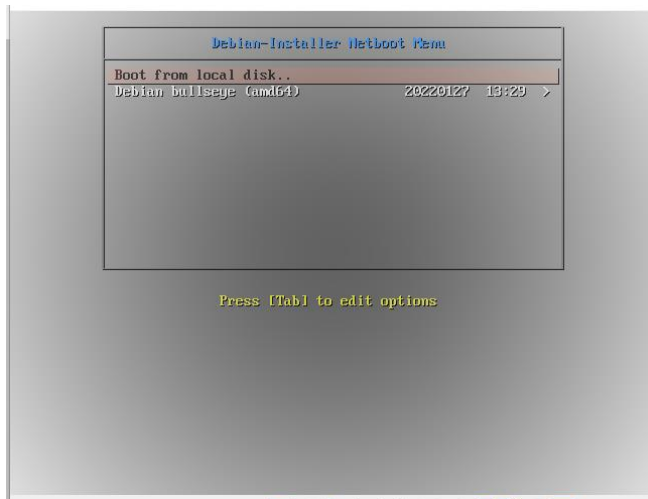 Debian-Installer Netboot Menu
Boot from local disk..
Debian bullseye (amd64) 20220127 13:29 >
Press [Tab] to edit options